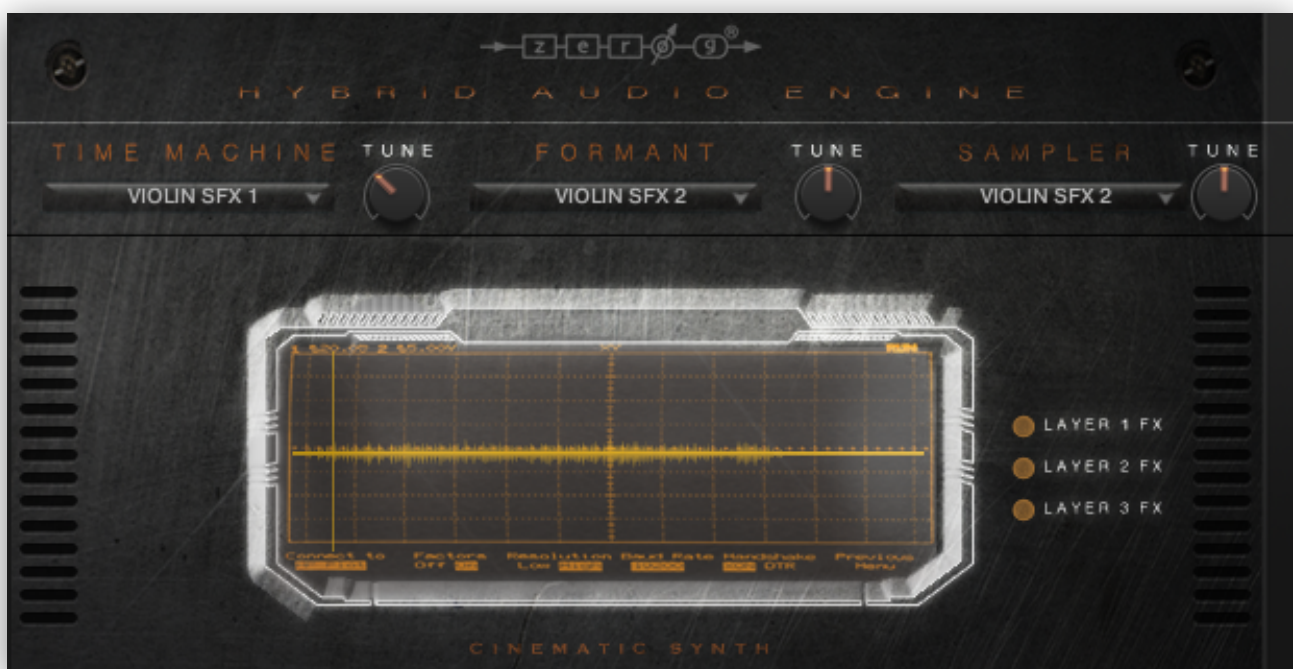 zerøg®
HYBRID AUDIO ENGINE
TIME MACHINE TUNE FORMANT TUNE SAMPLER TUNE
VIOLIN SFX 1 VIOLIN SFX 2 VIOLIN SFX 2
RUN
LAYER 1 FX
LAYER 2 FX
LAYER 3 FX
Connect to Factors Resolution Baud Rate Handshake Previous
Off On Low High DTR Menu
CINEMATIC SYNTH